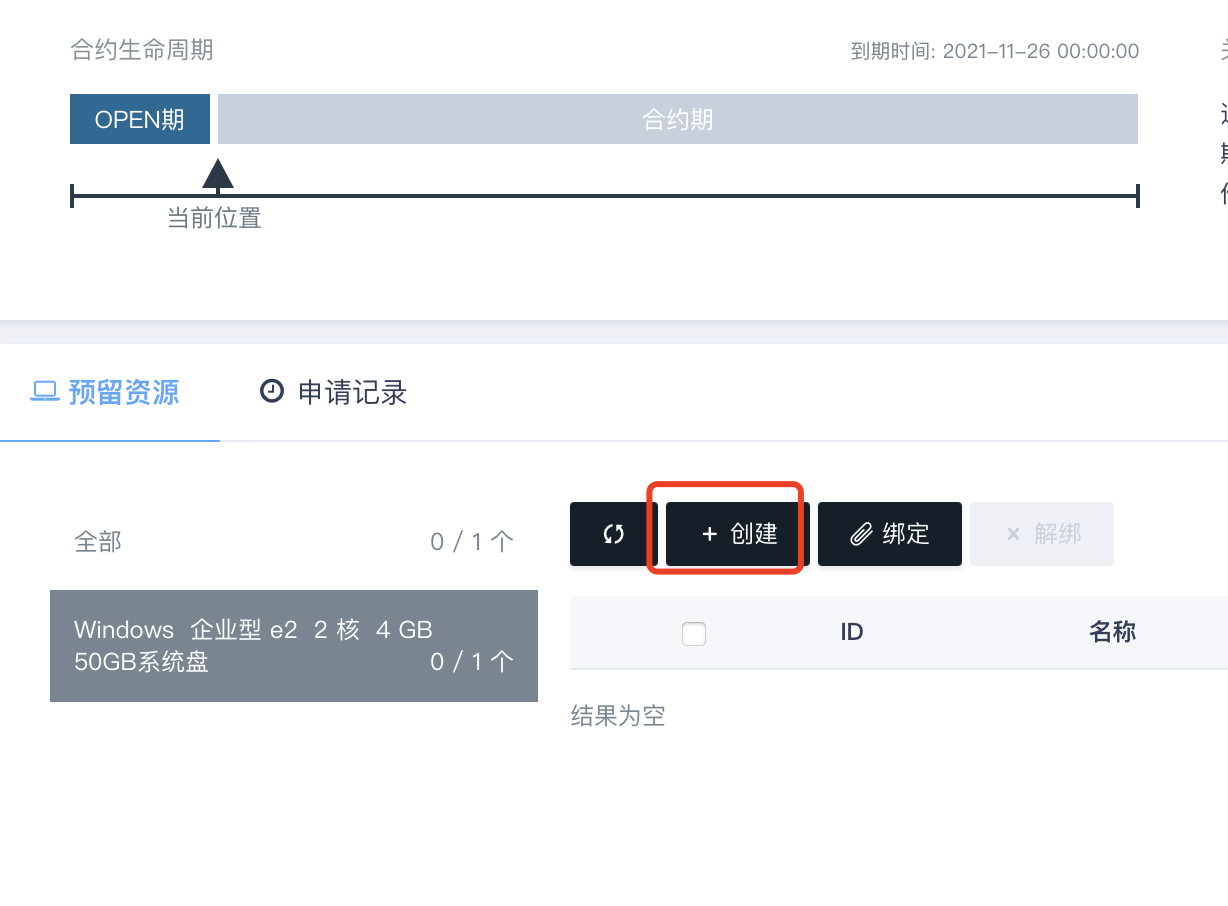 合约生命周期
到期时间: 2021-11-26 00:00:00
OPEN期
合约期
当前位置
预留资源
申请记录
全部
0 / 1 个
创建
绑定
解绑
Windows 企业型 e2 2 核 4 GB
50GB系统盘
0 / 1 个
ID
名称
结果为空